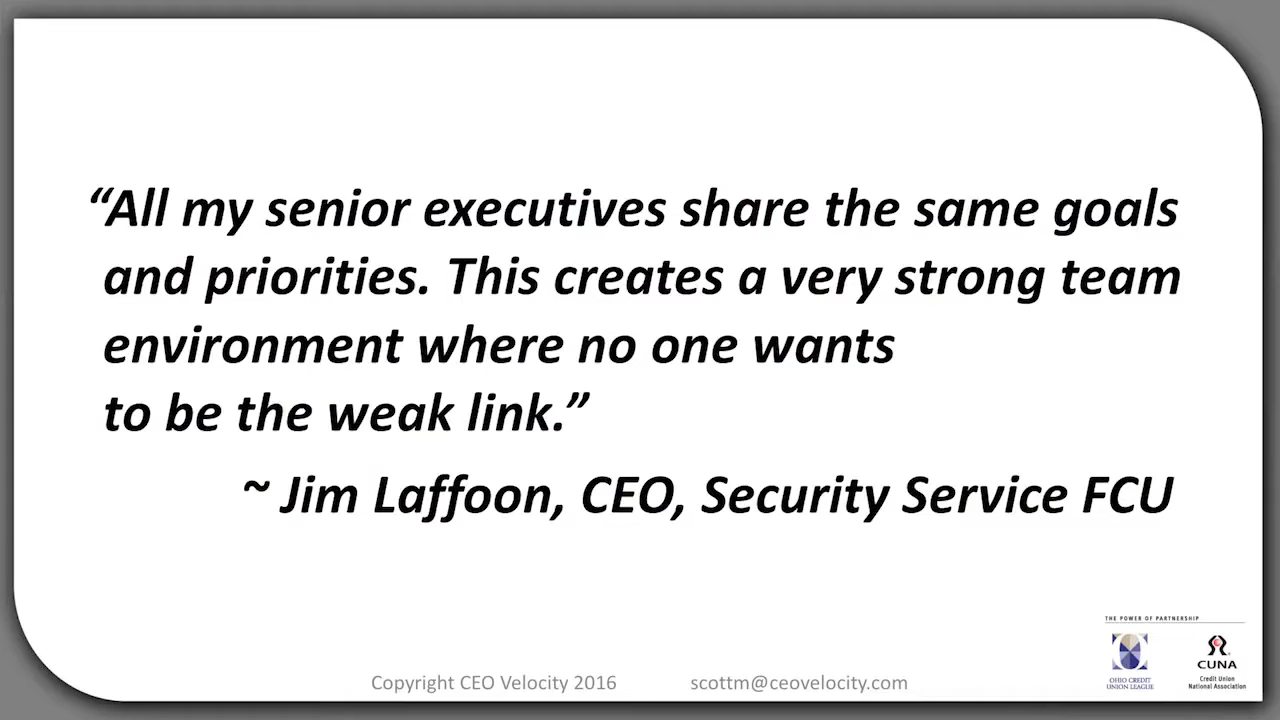 “All my senior executives share the same goals
and priorities. This creates a very strong team
environment where no one wants
to be the weak link.”
~ Jim Laffoon, CEO, Security Service FCU
THE POWER OF PARTNERSHIP
OHIO CREDIT
UNION LEAGUE
CUNA
Credit Union
National Association
Copyright CEO Velocity 2016
scottm@ceovelocity.com